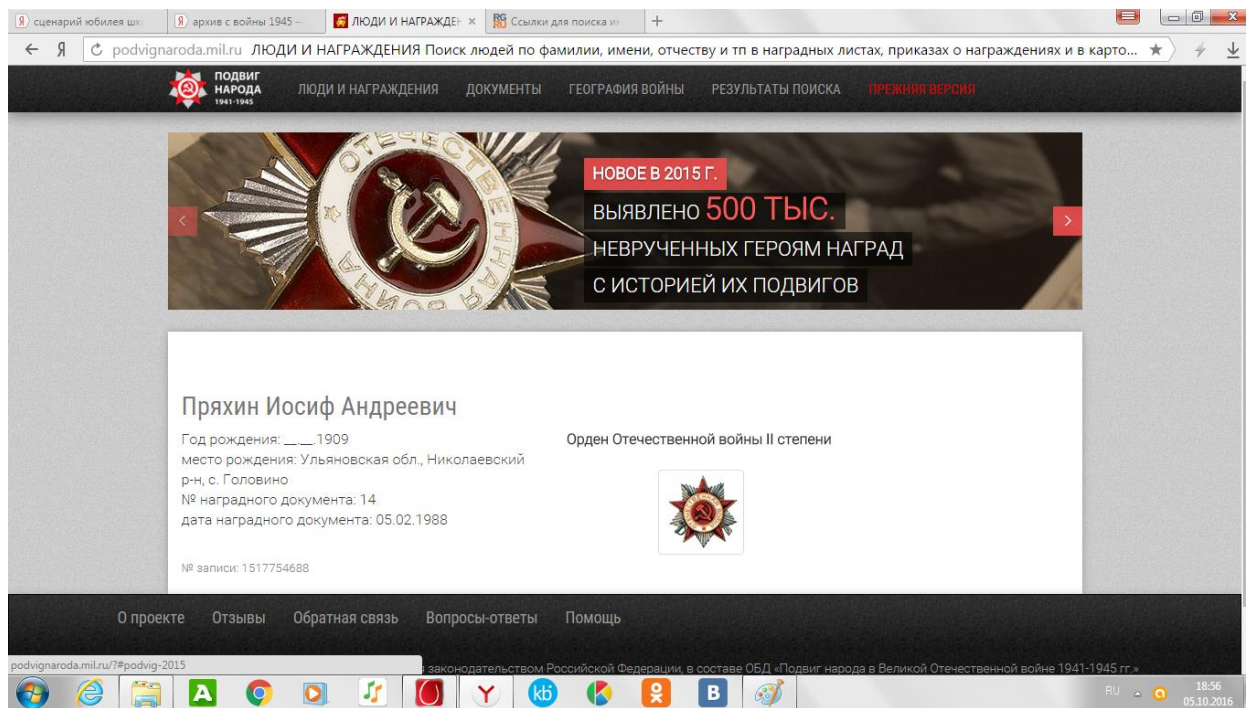 сценарий юбилея шк
архив с войны 1945 –
ЛЮДИ И НАГРАЖДЕН
Ссылки для поиска ин
podvignaroda.mil.ru ЛЮДИ И НАГРАЖДЕНИЯ Поиск людей по фамилии, имени, отчеству и тп в наградных листах, приказах о награждениях и в карто...
ПОДВИГ
НАРОДА
1941-1945
ЛЮДИ И НАГРАЖДЕНИЯ ДОКУМЕНТЫ ГЕОГРАФИЯ ВОЙНЫ РЕЗУЛЬТАТЫ ПОИСКА ПРЕЖНЯЯ ВЕРСИЯ
ОТЕЧЕСТВЕННАЯ ВОЙНА
НОВОЕ В 2015 Г.
ВЫЯВЛЕНО 500 ТЫС.
НЕВРУЧЕННЫХ ГЕРОЯМ НАГРАД
С ИСТОРИЕЙ ИХ ПОДВИГОВ
Пряхин Иосиф Андреевич
Год рождения: __.__.1909
место рождения: Ульяновская обл., Николаевский
р-н, с. Головино
№ наградного документа: 14
дата наградного документа: 05.02.1988
№ записи: 1517754688
Орден Отечественной войны II степени
О проекте Отзывы Обратная связь Вопросы-ответы Помощь
podvignaroda.mil.ru/?#podvig-2015
законодательством Российской Федерации, в составе ОБД «Подвиг народа в Великой Отечественной войне 1941-1945 гг.»
RU
18:56
05.10.2016